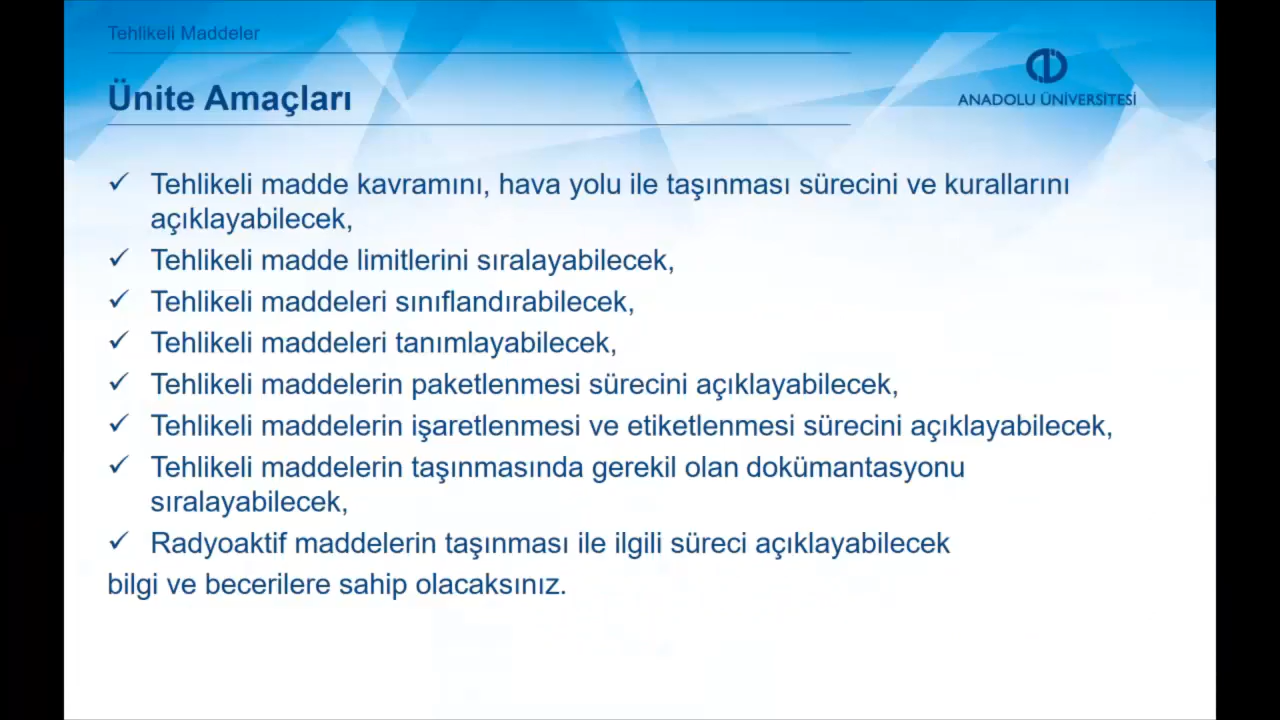 Tehlikeli Maddeler
Ünite Amaçları
ANADOLU ÜNİVERSİTESİ
✓ Tehlikeli madde kavramını, hava yolu ile taşınması sürecini ve kurallarını
açıklayabilecek,
✓ Tehlikeli madde limitlerini sıralayabilecek,
✓ Tehlikeli maddeleri sınıflandırabilecek,
✓ Tehlikeli maddeleri tanımlayabilecek,
✓ Tehlikeli maddelerin paketlenmesi sürecini açıklayabilecek,
✓ Tehlikeli maddelerin işaretlenmesi ve etiketlenmesi sürecini açıklayabilecek,
✓ Tehlikeli maddelerin taşınmasında gerekil olan dokümantasyonu
sıralayabilecek,
✓ Radyoaktif maddelerin taşınması ile ilgili süreci açıklayabilecek
bilgi ve becerilere sahip olacaksınız.